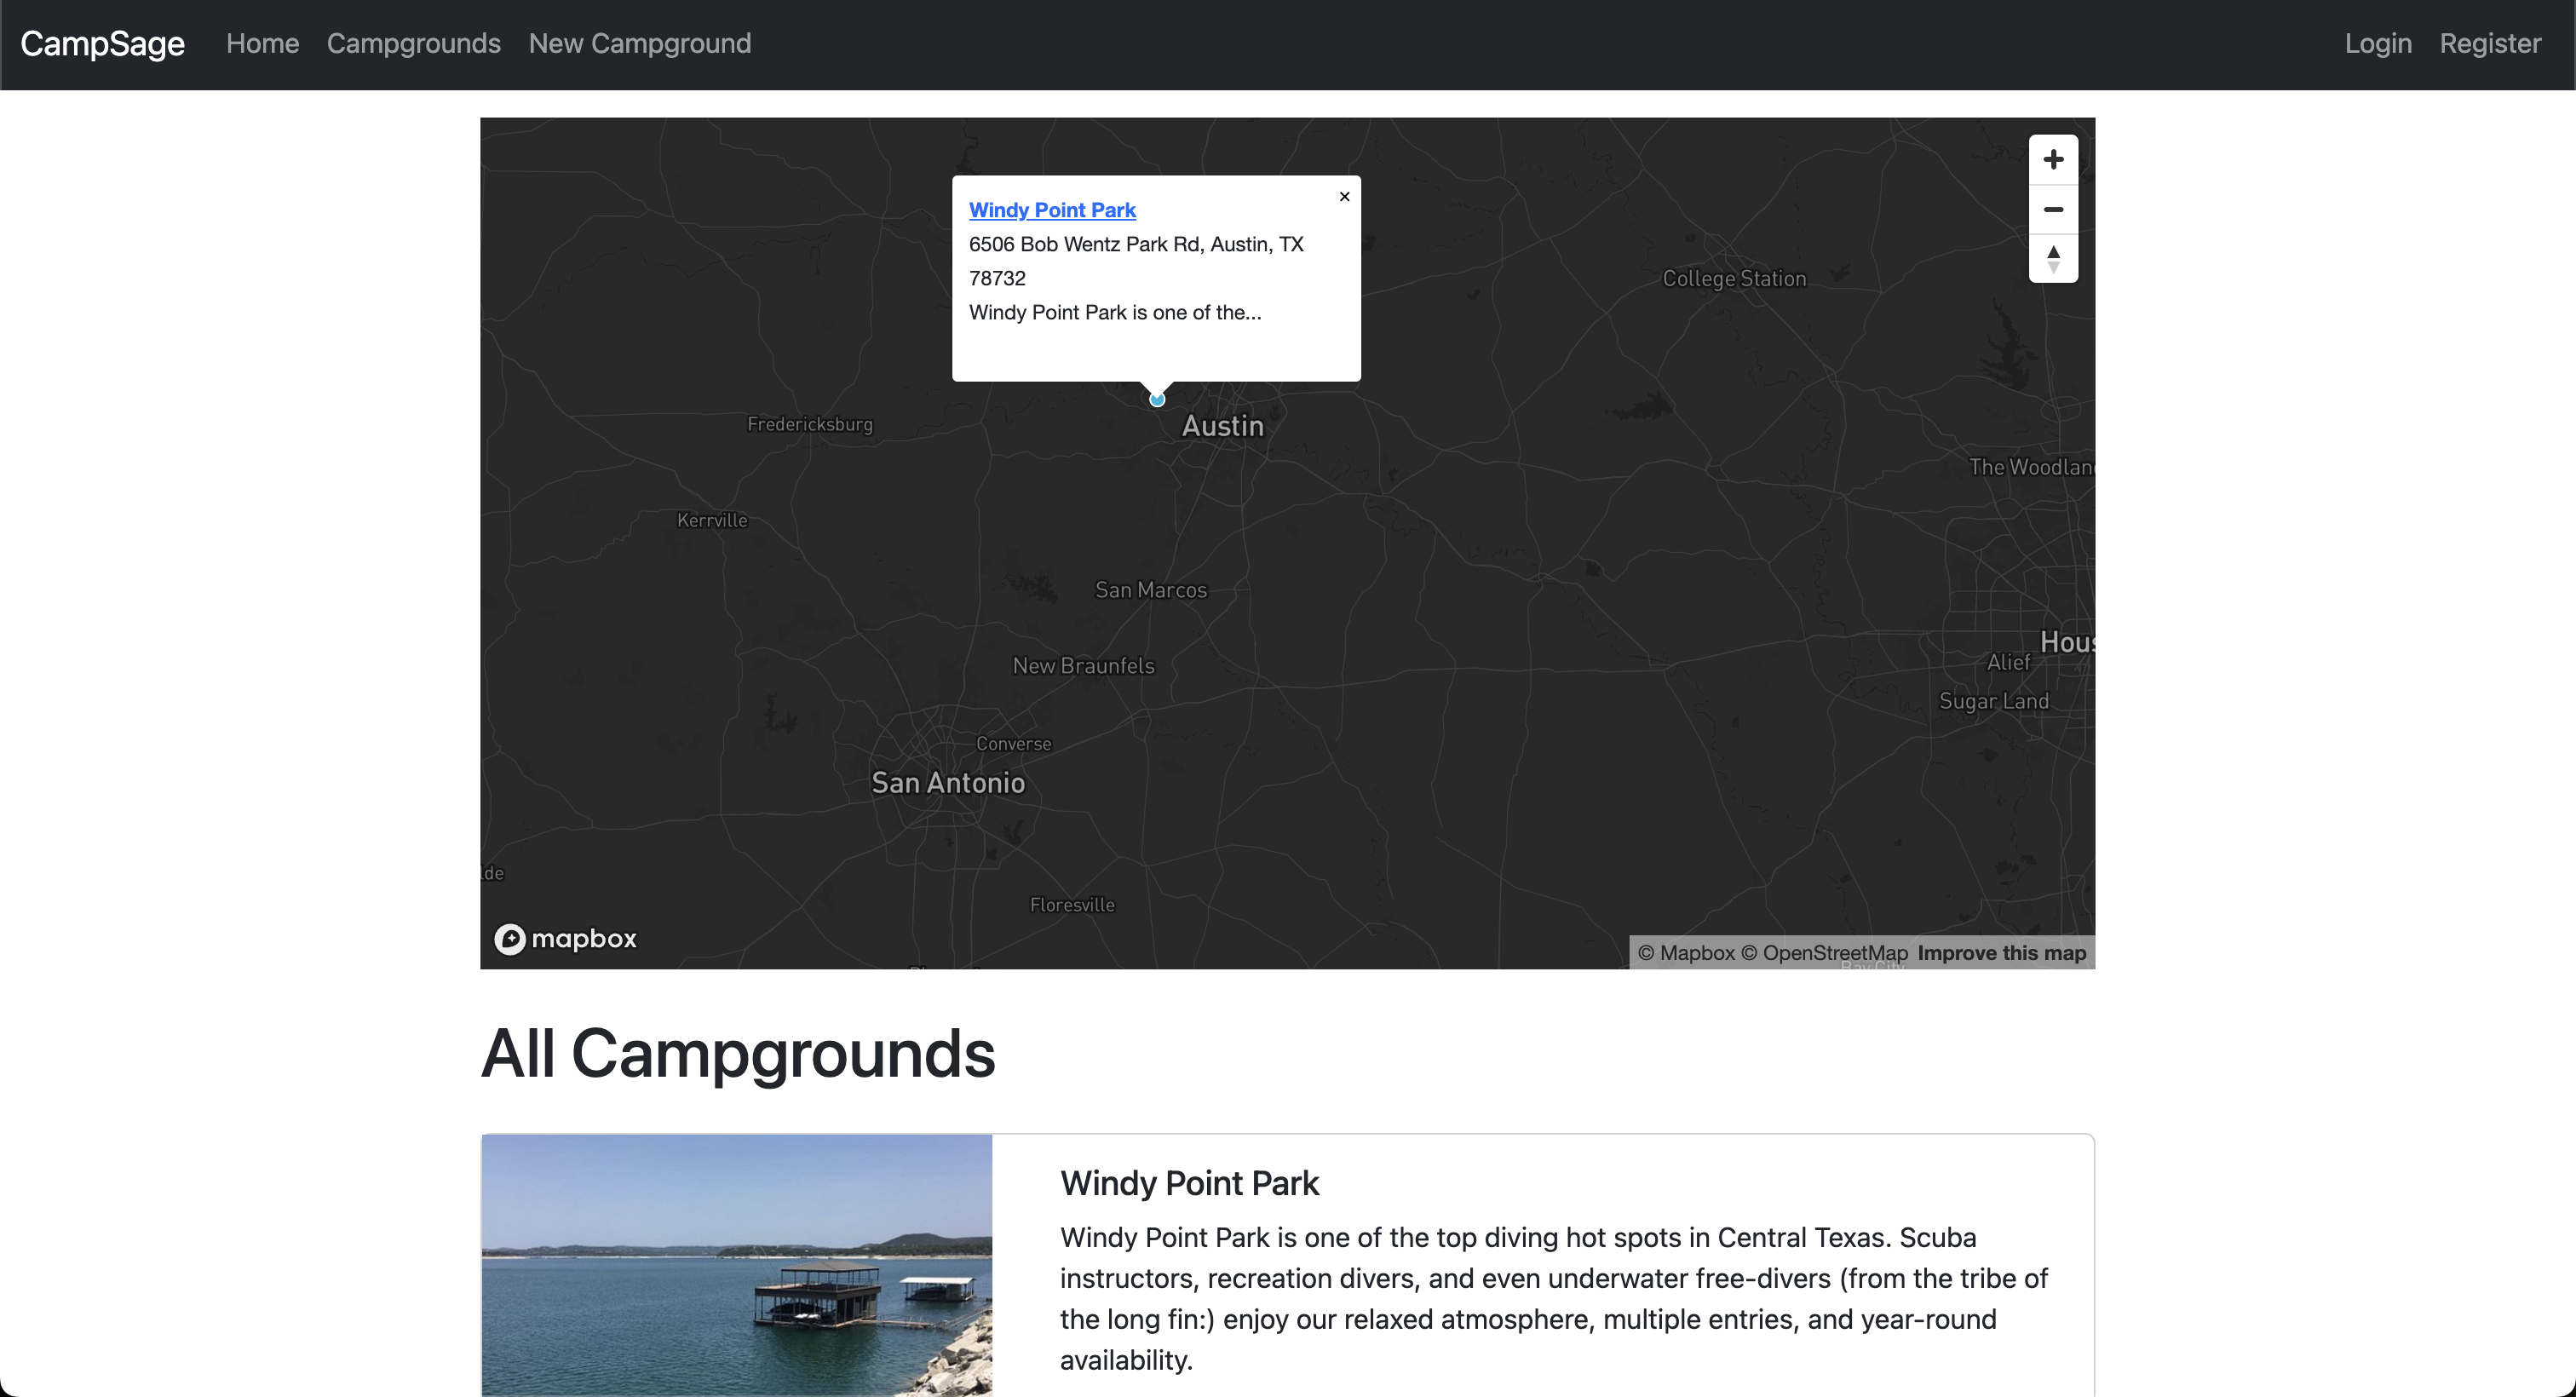 CampSage Home Campgrounds New Campground Login Register
Windy Point Park ×
6506 Bob Wentz Park Rd, Austin, TX
78732
Windy Point Park is one of the...
College Station
Fredericksburg
Austin
The Woodlan
Kerrville
San Marcos
Hous
Alief
New Braunfels
Sugar Land
Converse
San Antonio
lde
Floresville
mapbox
© Mapbox © OpenStreetMap Improve this map
Bay City
All Campgrounds
Windy Point Park
Windy Point Park is one of the top diving hot spots in Central Texas. Scuba
instructors, recreation divers, and even underwater free-divers (from the tribe of
the long fin:) enjoy our relaxed atmosphere, multiple entries, and year-round
availability.